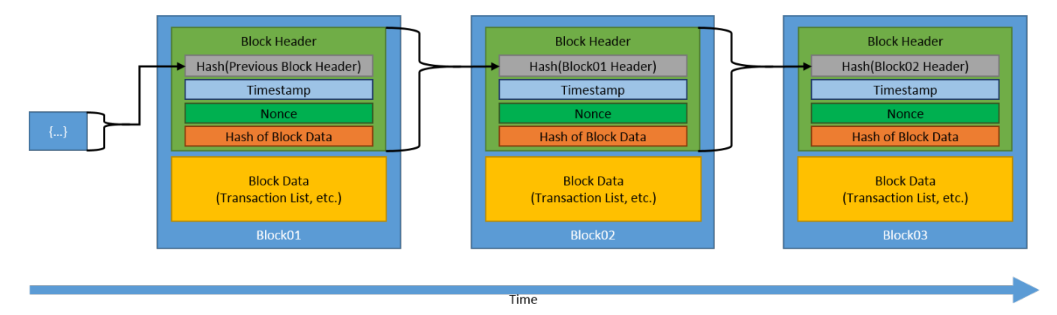 {...}
Block Header
Hash(Previous Block Header)
Timestamp
Nonce
Hash of Block Data
Block Data
(Transaction List, etc.)
Block01
Block Header
Hash(Block01 Header)
Timestamp
Nonce
Hash of Block Data
Block Data
(Transaction List, etc.)
Block02
Block Header
Hash(Block02 Header)
Timestamp
Nonce
Hash of Block Data
Block Data
(Transaction List, etc.)
Block03
Time